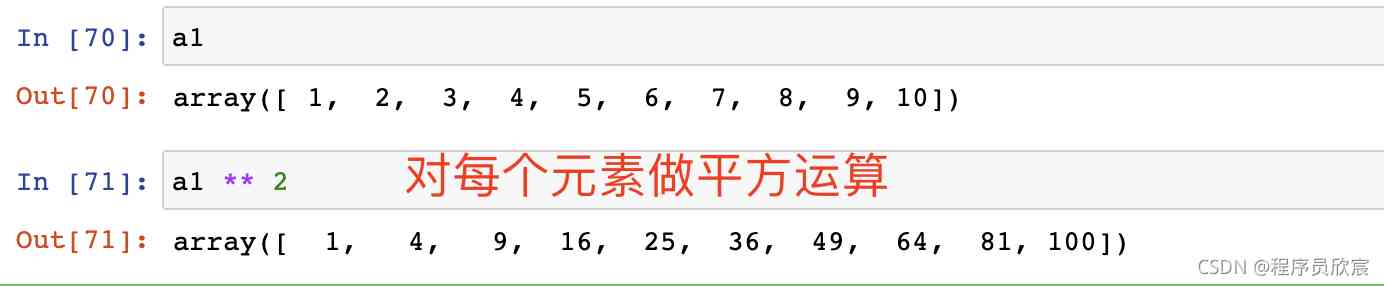 In [70]: a1
Out[70]: array([ 1,  2,  3,  4,  5,  6,  7,  8,  9, 10])
In [71]: a1 ** 2 对每个元素做平方运算
Out[71]: array([  1,   4,   9,  16,  25,  36,  49,  64,  81, 100])
CSDN @程序员欣宸